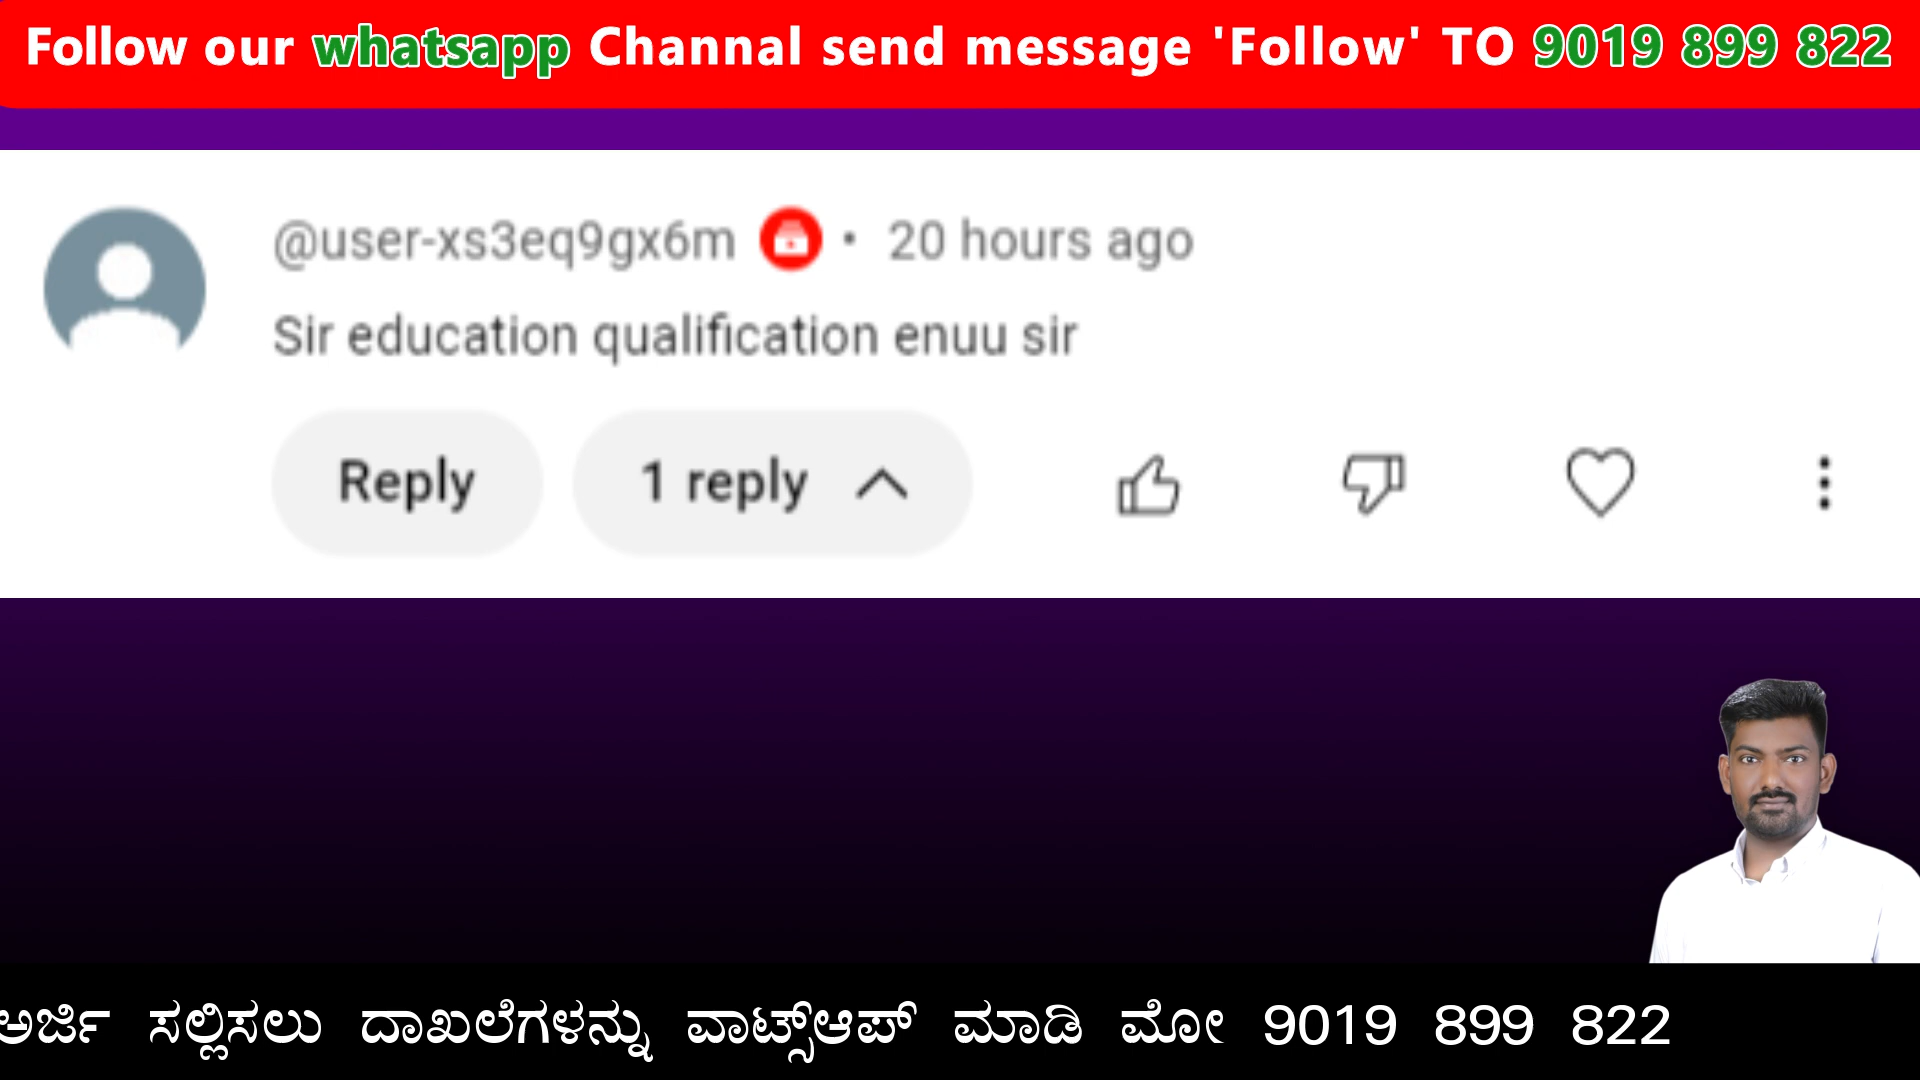 Follow our whatsapp Channal send message 'Follow' TO 9019 899 822
@user-xs3eq9gx6m • 20 hours ago
Sir education qualification enuu sir
Reply 1 reply
ಅರ್ಜಿ ಸಲ್ಲಿಸಲು ದಾಖಲೆಗಳನ್ನು ವಾಟ್ಸ್ಆಪ್ ಮಾಡಿ ಮೋ 9019 899 822